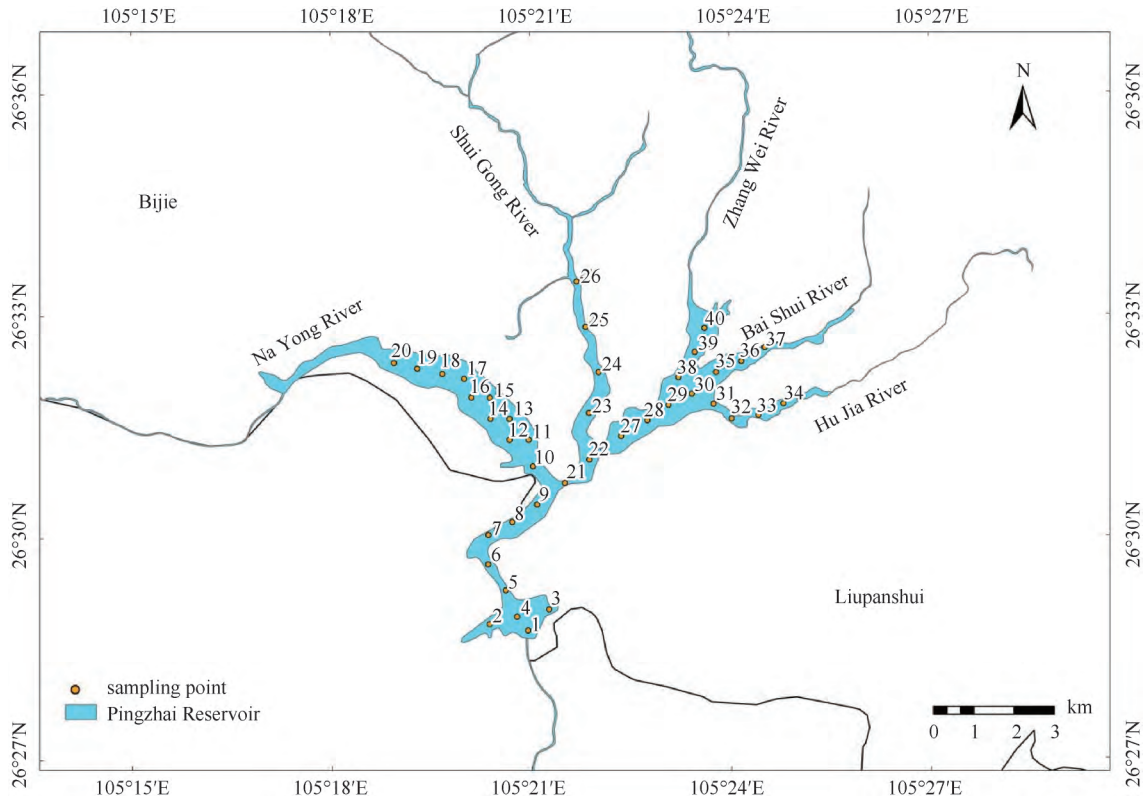 105°15′E 105°18′E 105°21′E 105°24′E 105°27′E
26°36′N
26°33′N
26°30′N
26°27′N
N
26°36′N
26°33′N
26°30′N
26°27′N
Shui Gong River
Zhang Wei River
Bijie
Na Yong River
Bai Shui River
Hu Jia River
26
25
24
23
22
21
20
19
18
17
16
15
14
13
12
11
10
9
8
7
6
5
4
3
2
1
40
39
38
37
36
35
34
33
32
31
30
29
28
27
Liupanshui
sampling point
Pingzhai Reservoir
km
0 1 2 3
105°15′E 105°18′E 105°21′E 105°24′E 105°27′E